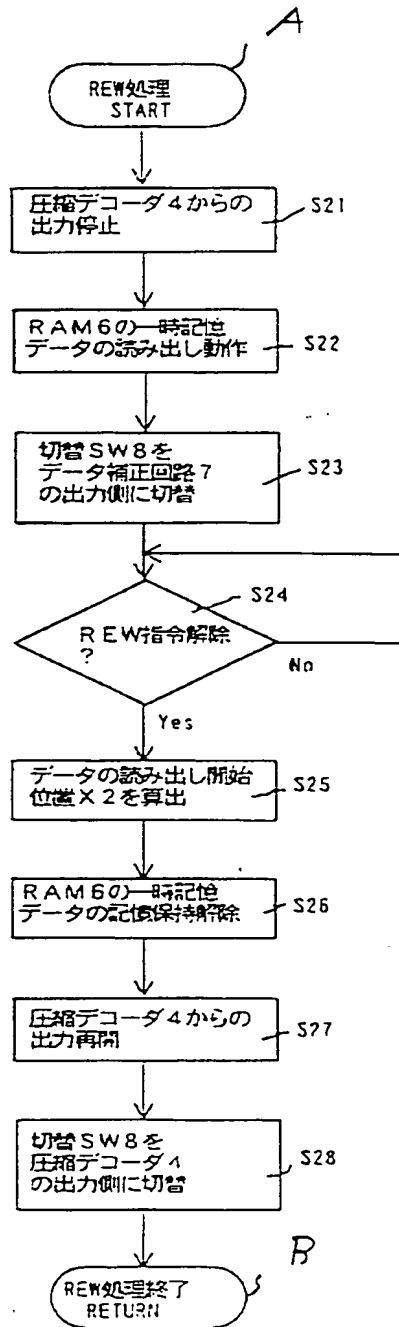 A
REW処理
START
圧縮デコーダ4からの
出力停止
S21
RAM6の一時記憶
データの読み出し動作
S22
切替SW8を
データ補正回路7
の出力側に切替
S23
S24
REW指令解除
?
No
Yes
データの読み出し開始
位置X2を算出
S25
RAM6の一時記憶
データの記憶保持解除
S26
圧縮デコーダ4からの
出力再開
S27
切替SW8を
圧縮デコーダ4
の出力側に切替
S28
REW処理終了
RETURN
B